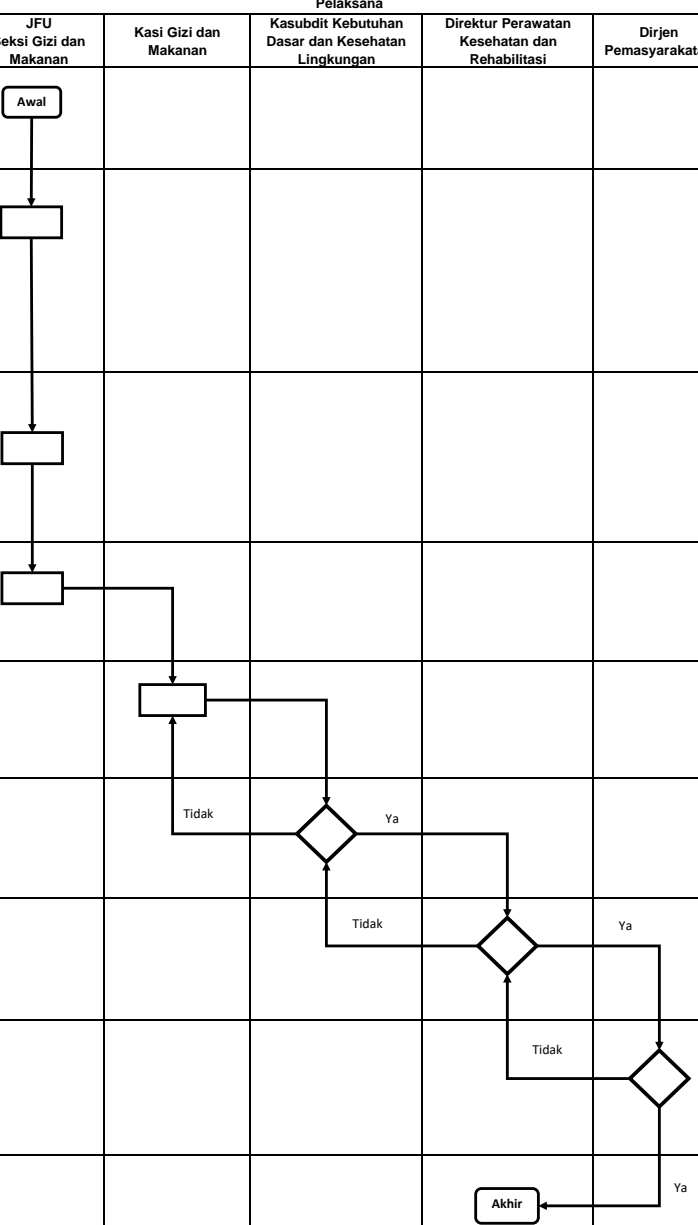 Pelaksana
JFU
Seksi Gizi dan
Makanan
Kasi Gizi dan
Makanan
Kasubdit Kebutuhan
Dasar dan Kesehatan
Lingkungan
Direktur Perawatan
Kesehatan dan
Rehabilitasi
Dirjen
Pemasyarakat
Awal
Tidak
Ya
Tidak
Ya
Tidak
Ya
Akhir